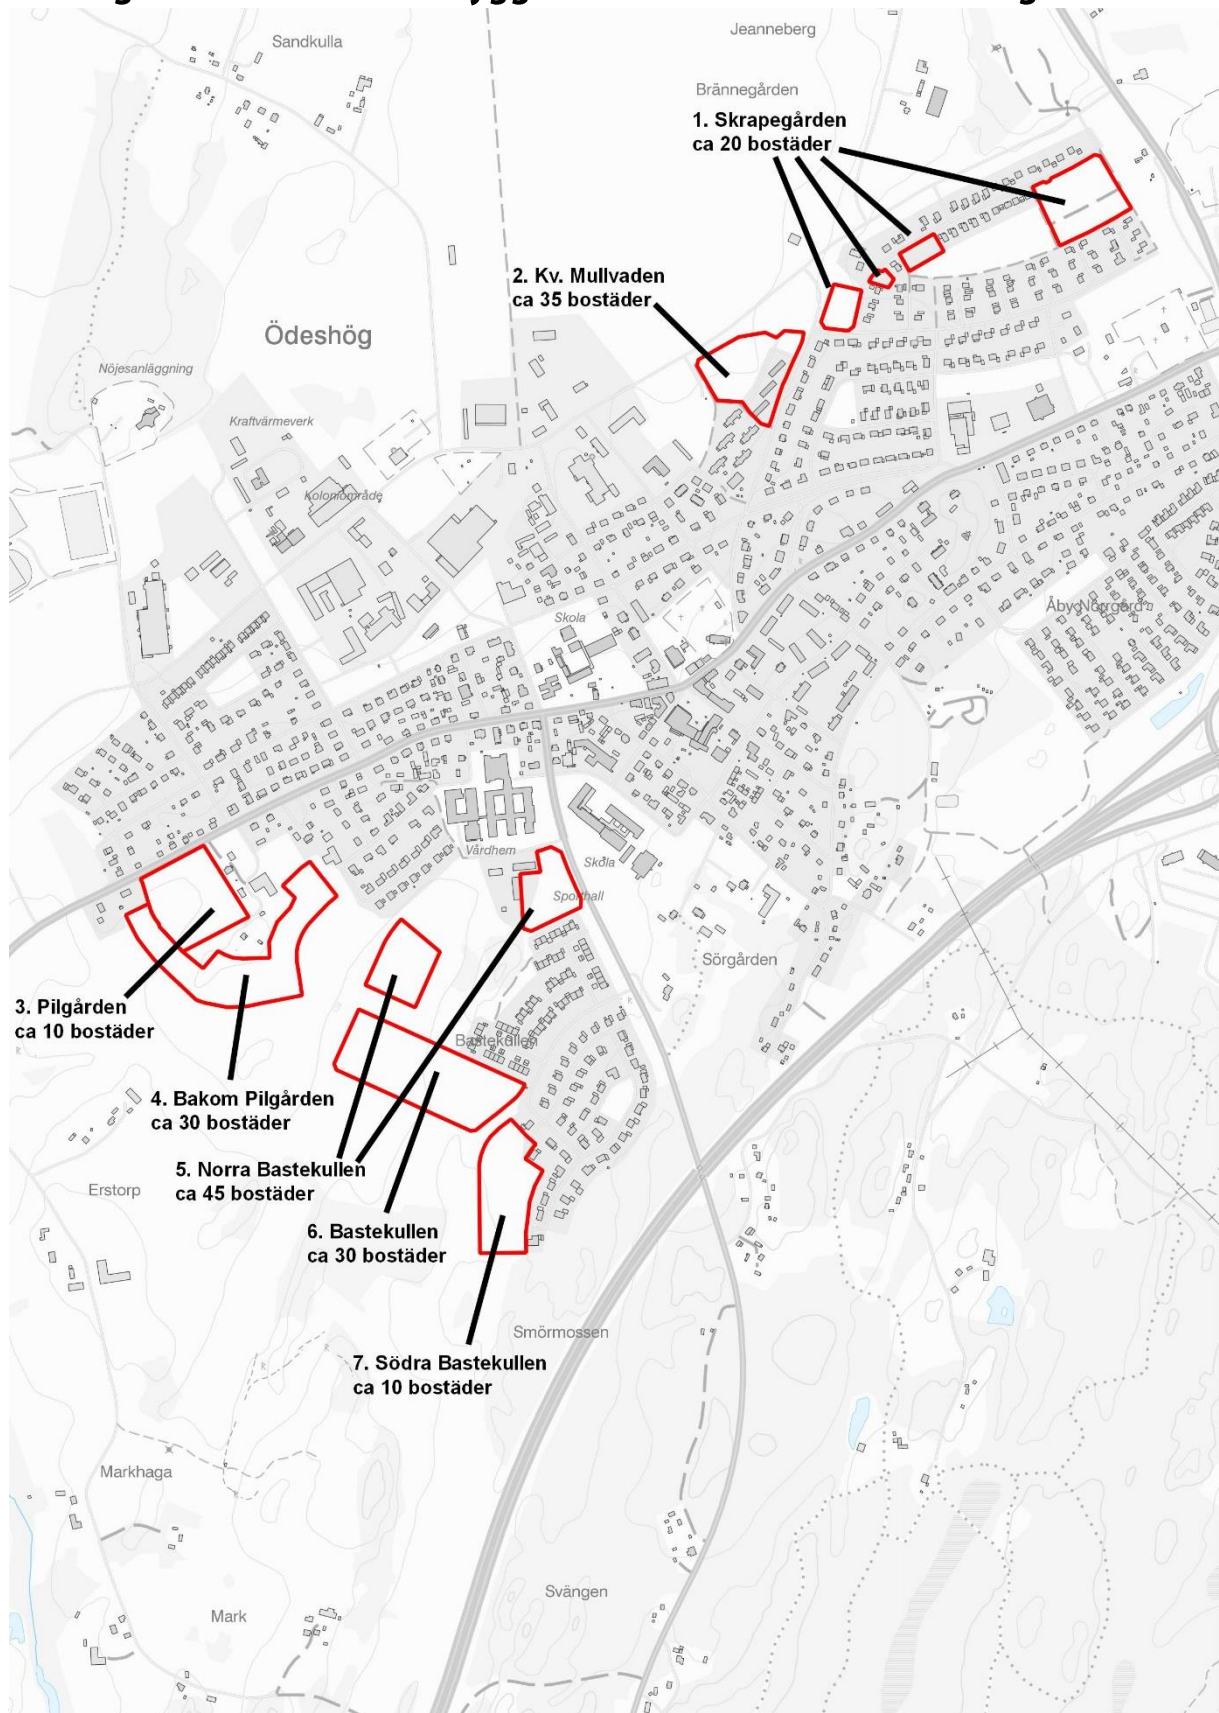 Sandkulla
Jeanneberg
Brännegården
1. Skrapegården
ca 20 bostäder
2. Kv. Mullvaden
ca 35 bostäder
Ödeshög
Nöjesanläggning
Kraftvärmeverk
Koloniområde
Skola
Åby Norrgård
Vårdhem
Skola
Sporthall
Sörgården
3. Pilgården
ca 10 bostäder
Bastekullen
4. Bakom Pilgården
ca 30 bostäder
5. Norra Bastekullen
ca 45 bostäder
Erstorp
6. Bastekullen
ca 30 bostäder
Smörmossen
7. Södra Bastekullen
ca 10 bostäder
Markhaga
Svängen
Mark